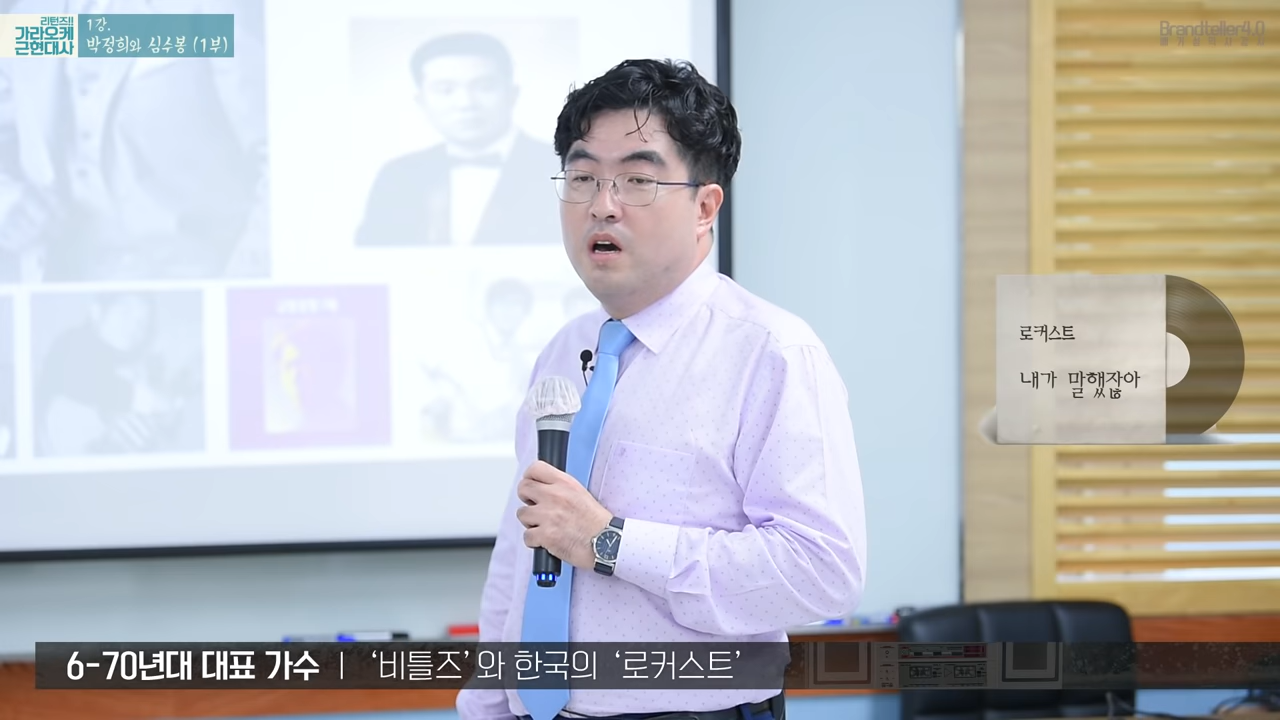 리턴즈!!
가라오케
근현대사
1강.
박정희와 심수봉 (1부)
Brandteller4.0
로커스트
내가 말했잖아
6-70년대 대표 가수 | ‘비틀즈’와 한국의 ‘로커스트’